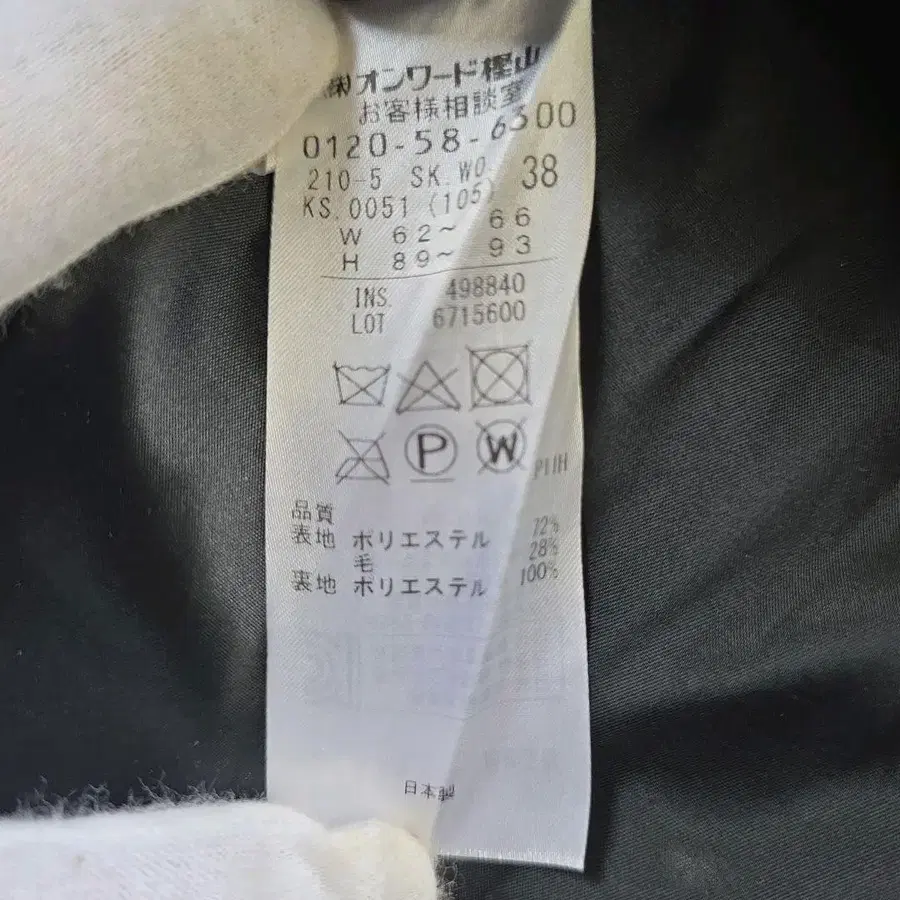 (株)オンワード樫山
お客様相談室
0120-58-6300
210-5 SK.WO. 38
KS.0051 (105)
W 62~ 66
H 89~ 93
INS. 498840
LOT 6715600
P W
品質
表地 ポリエステル 72%
毛 28%
裏地 ポリエステル 100%
日本製